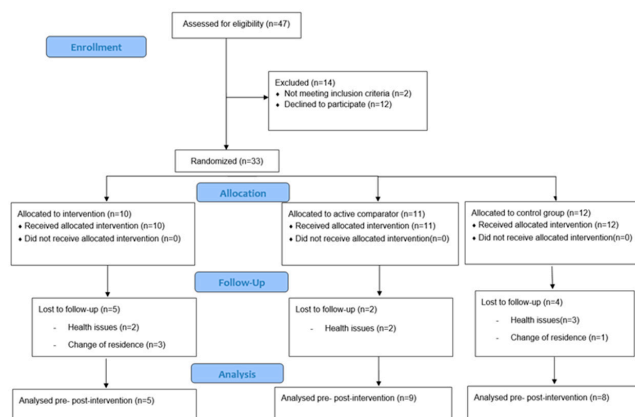 Assessed for eligibility (n=47)
Enrollment
Excluded (n=14)
♦ Not meeting inclusion criteria (n=2)
♦ Declined to participate (n=12)
Randomized (n=33)
Allocation
Allocated to intervention (n=10)
♦ Received allocated intervention (n=10)
♦ Did not receive allocated intervention (n=0)
Allocated to active comparator (n=11)
♦ Received allocated intervention (n=11)
♦ Did not receive allocated intervention(n=0)
Allocated to control group (n=12)
♦ Received allocated intervention (n=12)
♦ Did not receive allocated intervention(n=0)
Follow-Up
Lost to follow-up (n=5)
- Health issues (n=2)
- Change of residence (n=3)
Lost to follow-up (n=2)
- Health issues (n=2)
Lost to follow-up (n=4)
- Health issues(n=3)
- Change of residence (n=1)
Analysis
Analysed pre- post-intervention (n=5)
Analysed pre- post-intervention (n=9)
Analysed pre- post-intervention (n=8)